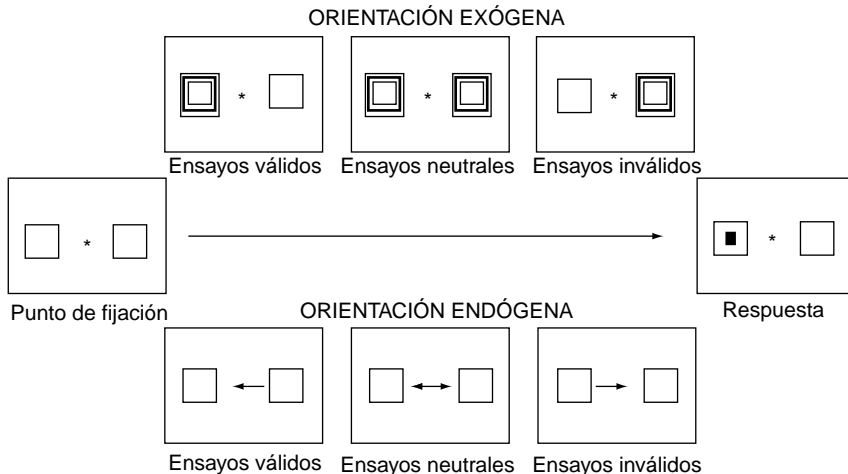 ORIENTACIÓN EXÓGENA
* * *
Ensayos válidos Ensayos neutrales Ensayos inválidos
* *
Punto de fijación Respuesta
ORIENTACIÓN ENDÓGENA
Ensayos válidos Ensayos neutrales Ensayos inválidos